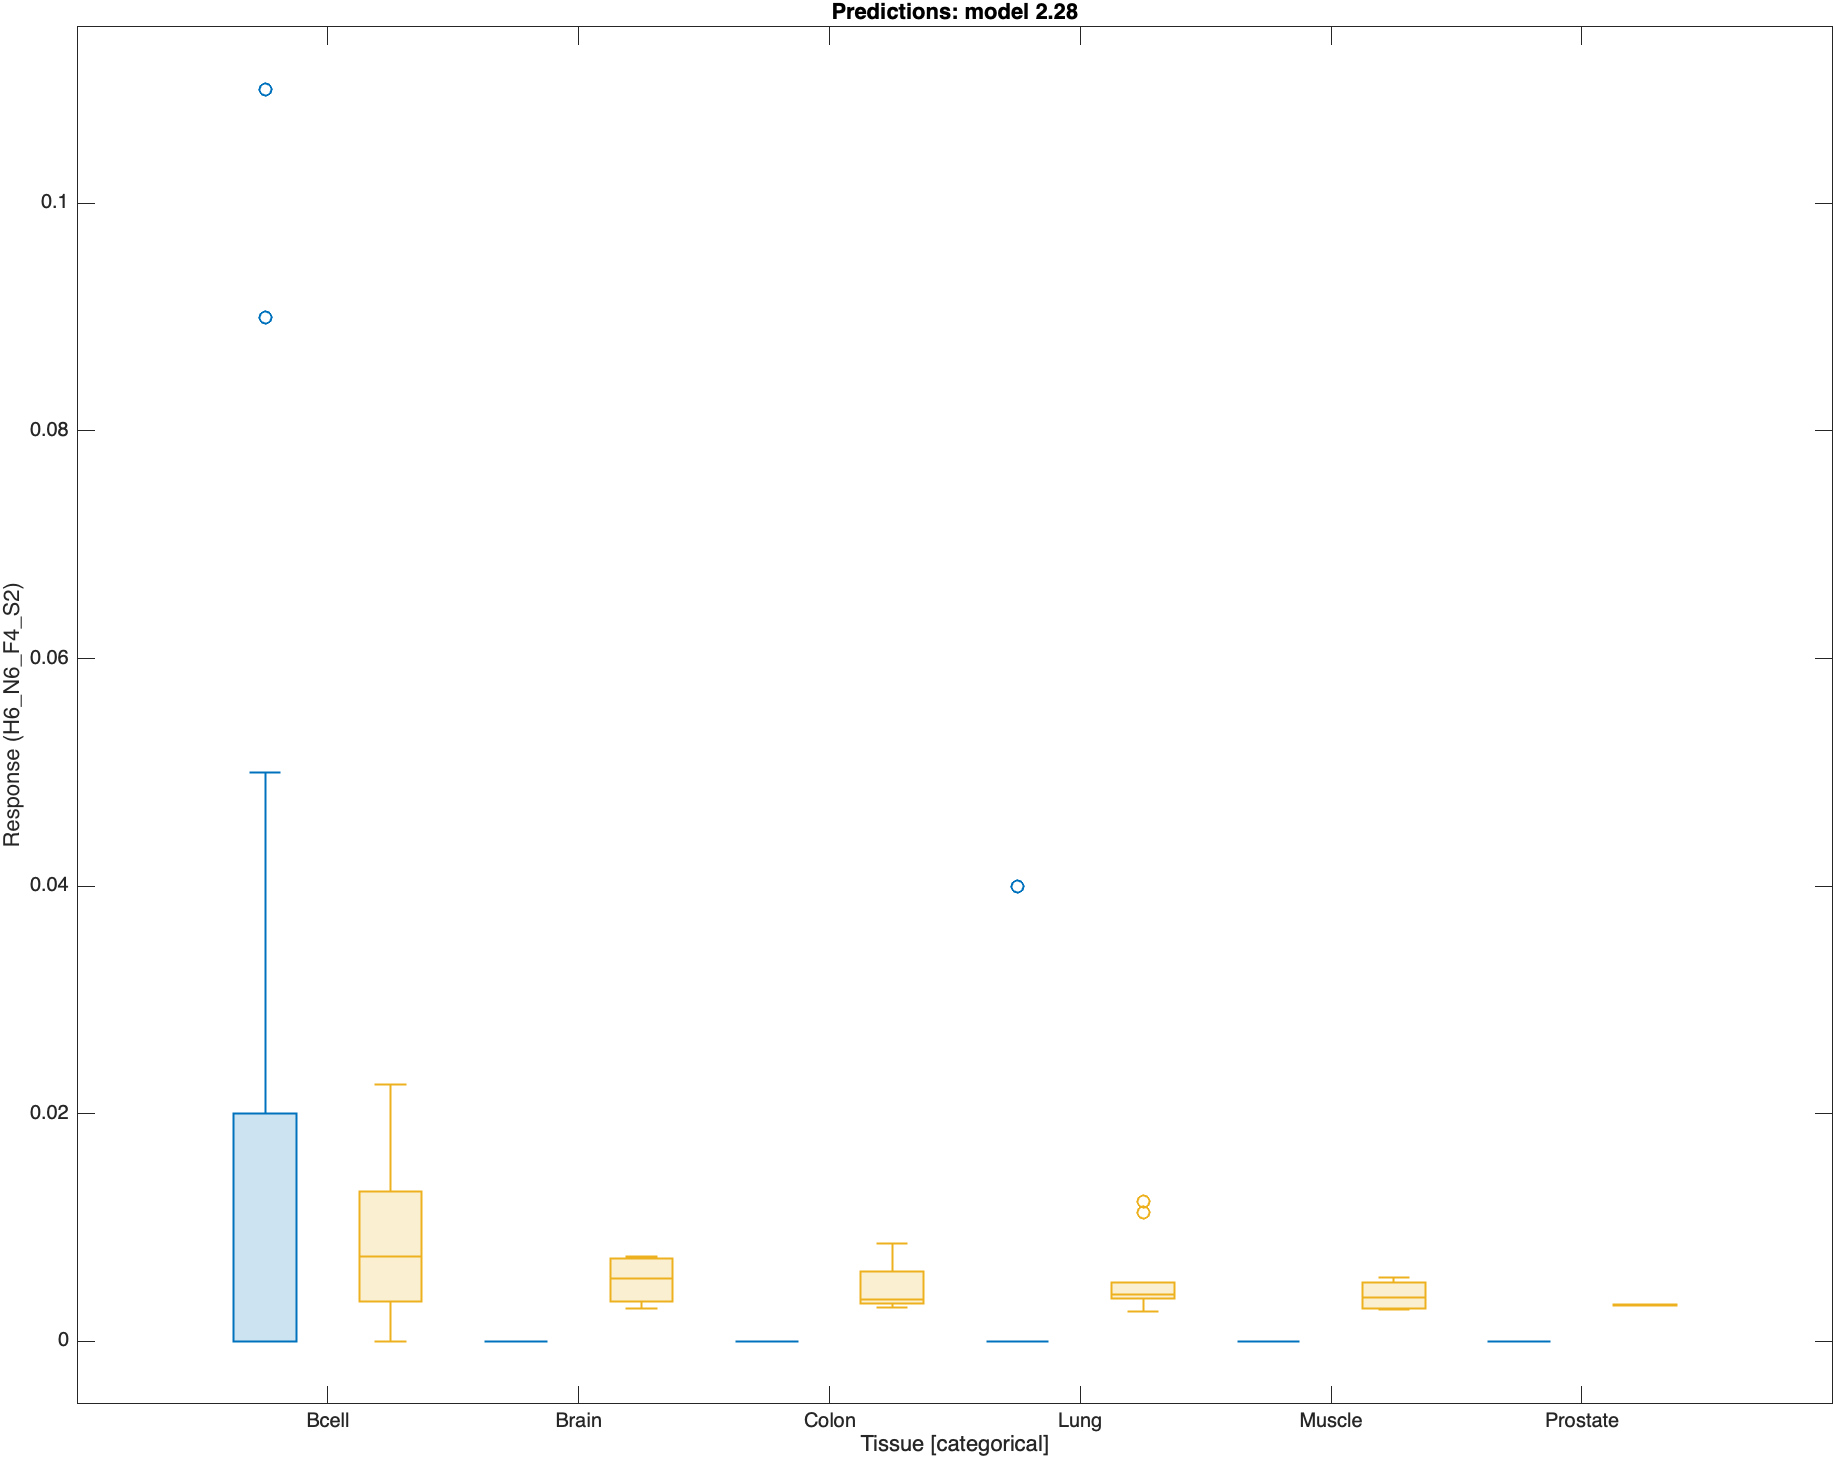 Predictions: model 2.28
Response (H6_N6_F4_S2)
0.1
0.08
0.06
0.04
0.02
0
Bcell Brain Colon Lung Muscle Prostate
Tissue [categorical]